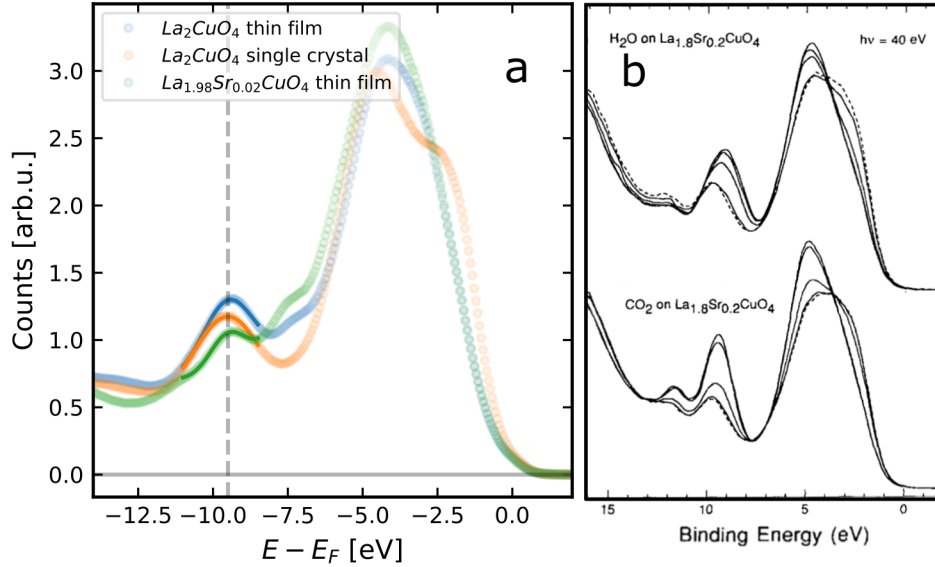 La₂CuO₄ thin film
La₂CuO₄ single crystal
La₁.₉₈Sr₀.₀₂CuO₄ thin film
a
Counts [arb.u.]
3.0
2.5
2.0
1.5
1.0
0.5
0.0
−12.5 −10.0 −7.5 −5.0 −2.5 0.0
E − E_F [eV]
b
H₂O on La₁.₈Sr₀.₂CuO₄ hν = 40 eV
CO₂ on La₁.₈Sr₀.₂CuO₄
15 10 5 0
Binding Energy (eV)